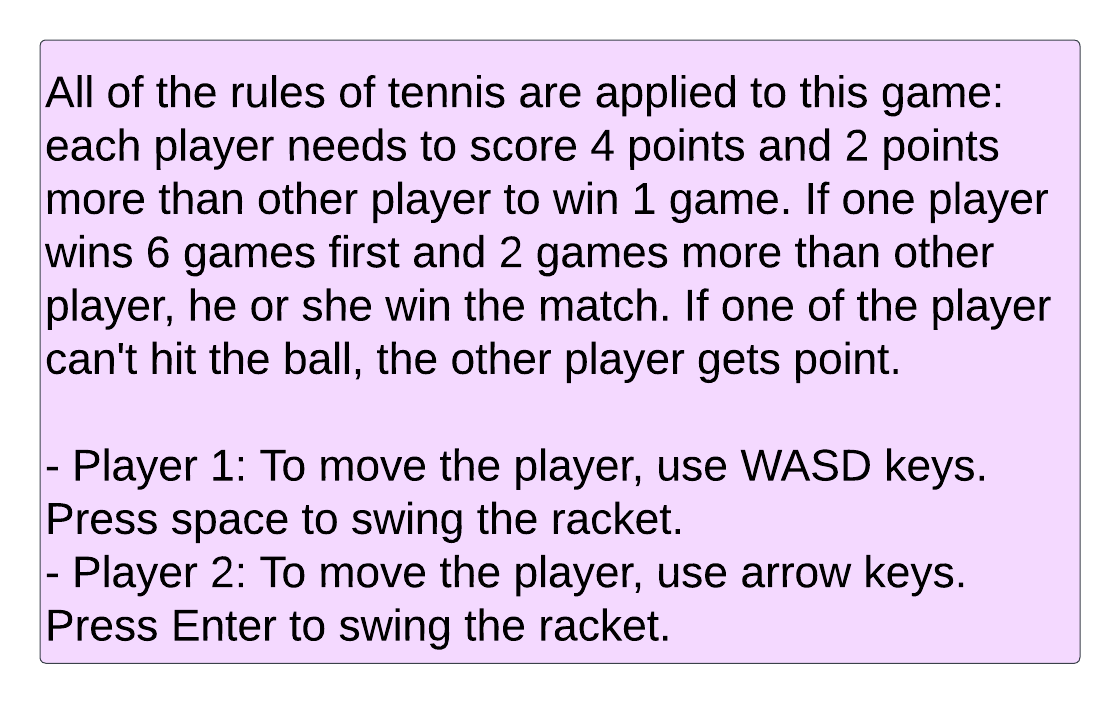 All of the rules of tennis are applied to this game:
each player needs to score 4 points and 2 points
more than other player to win 1 game. If one player
wins 6 games first and 2 games more than other
player, he or she win the match. If one of the player
can't hit the ball, the other player gets point.

- Player 1: To move the player, use WASD keys.
Press space to swing the racket.
- Player 2: To move the player, use arrow keys.
Press Enter to swing the racket.